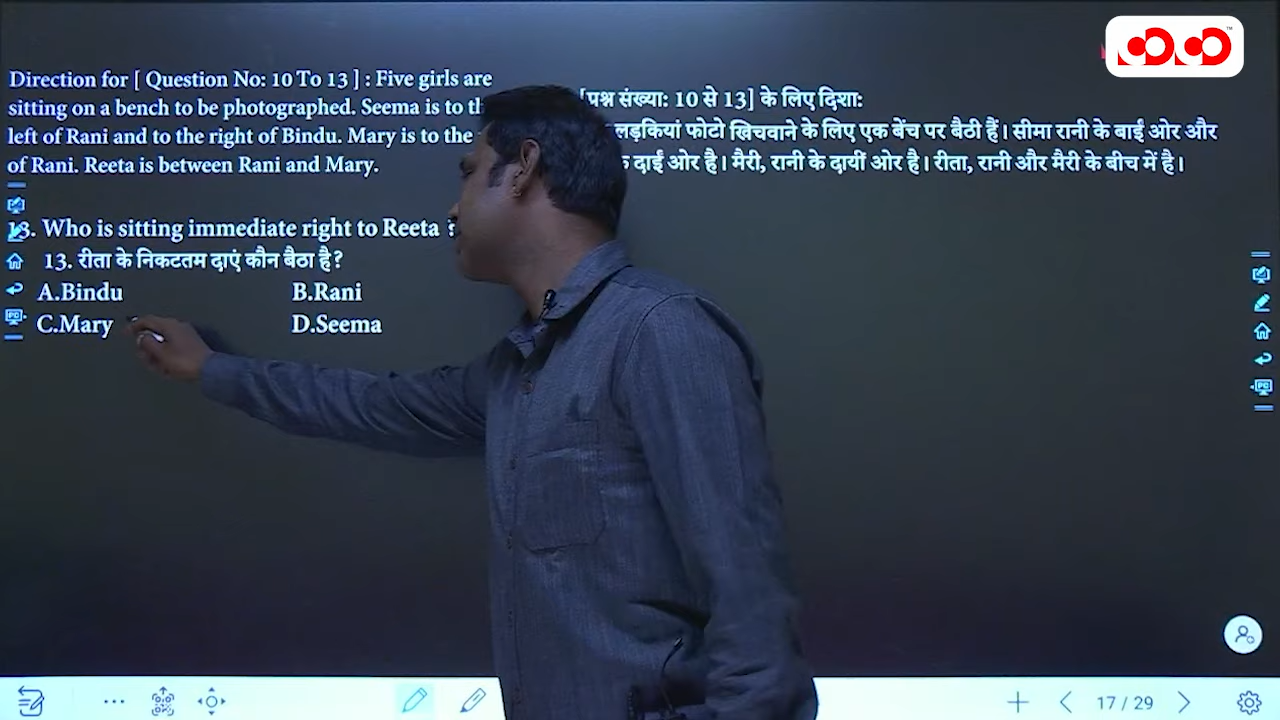 Direction for [ Question No: 10 To 13 ] : Five girls are
sitting on a bench to be photographed. Seema is to
left of Rani and to the right of Bindu. Mary is to the
of Rani. Reeta is between Rani and Mary.
[प्रश्न संख्या: 10 से 13] के लिए दिशा:
लड़कियां फोटो खिंचवाने के लिए एक बेंच पर बैठी हैं। सीमा रानी के बाईं ओर और
दाईं ओर है। मैरी, रानी के दायीं ओर है। रीता, रानी और मैरी के बीच में है।
13. Who is sitting immediate right to Reeta ?
13. रीता के निकटतम दाएं कौन बैठा है?
A.Bindu B.Rani
C.Mary D.Seema
17 / 29